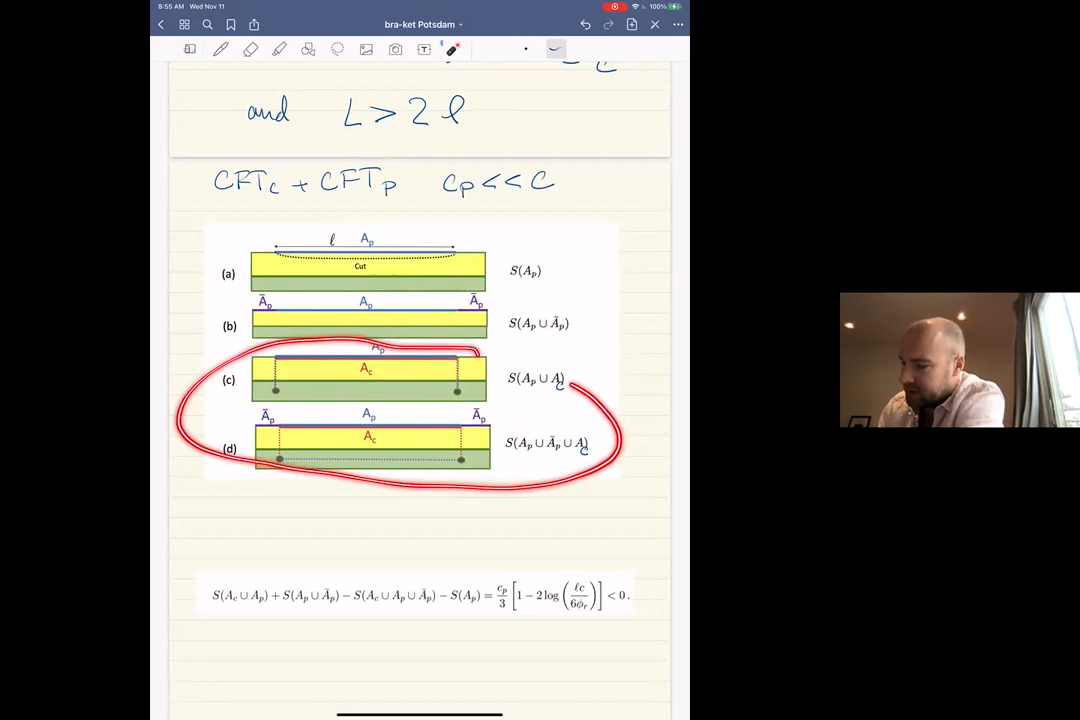 8:55 AM Wed Nov 11
100%
bra-ket Potsdam
and L > 2 ℓ
CFT_c + CFT_p c_p << C
ℓ A_p
(a) Cut S(A_p)
Ā_p A_p Ā_p
(b) S(A_p ∪ Ā_p)
A_p
(c) A_c S(A_p ∪ A_c)
Ā_p A_p Ā_p
(d) A_c S(A_p ∪ Ā_p ∪ A_c)
S(A_c ∪ A_p) + S(A_p ∪ Ā_p) − S(A_c ∪ A_p ∪ Ā_p) − S(A_p) = c_p/3 [1 − 2 log (ℓc/6φ_r)] < 0 .